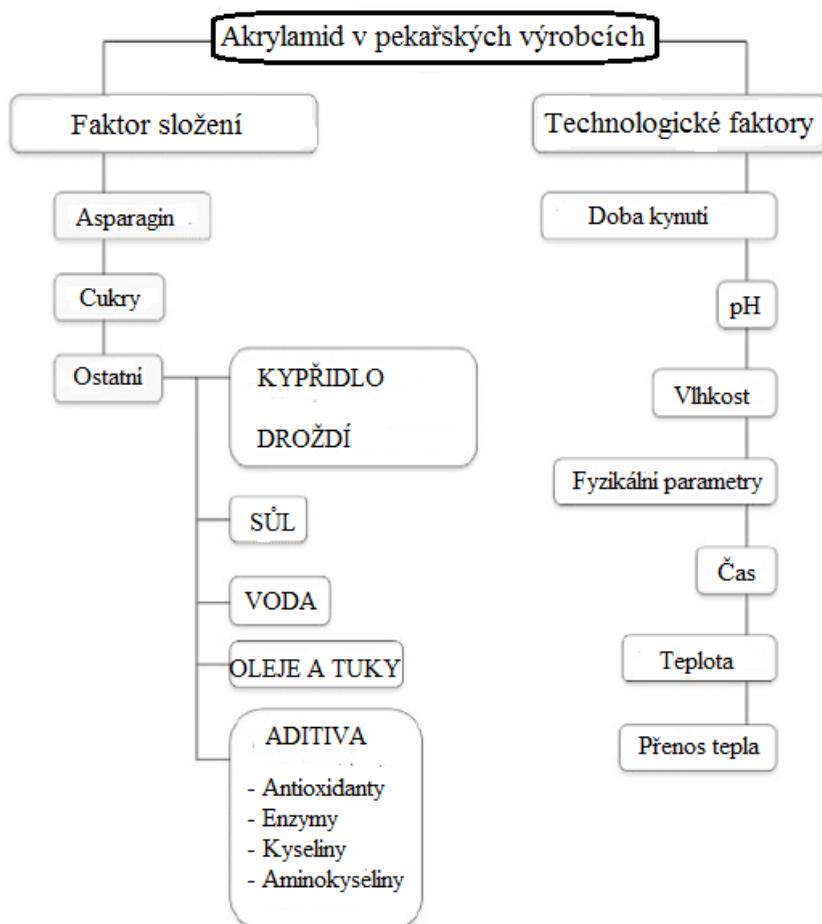 Akrylamid v pekařských výrobcích
Faktor složení
Asparagin
Cukry
Ostatní
KYPŘIDLO
DROŽDÍ
SŮL
VODA
OLEJE A TUKY
ADITIVA
- Antioxidanty
- Enzymy
- Kyseliny
- Aminokyseliny
Technologické faktory
Doba kynutí
pH
Vlhkost
Fyzikální parametry
Čas
Teplota
Přenos tepla